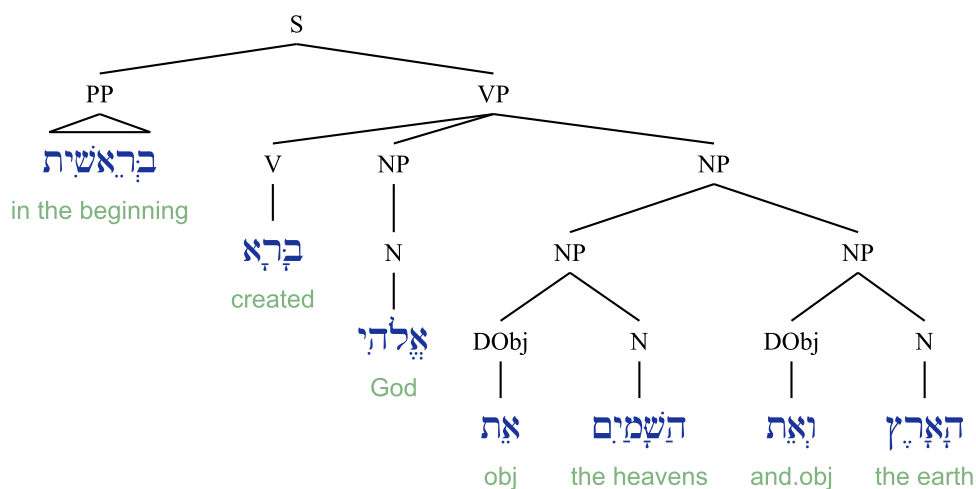 S
PP VP
V NP NP
בְּרֵאשִׁית
in the beginning
N NP NP
בָּרָא
created
אֱלֹהִי
God
DObj N DObj N
אֵת הַשָּׁמַיִם וְאֵת הָאָרֶץ
obj the heavens and.obj the earth